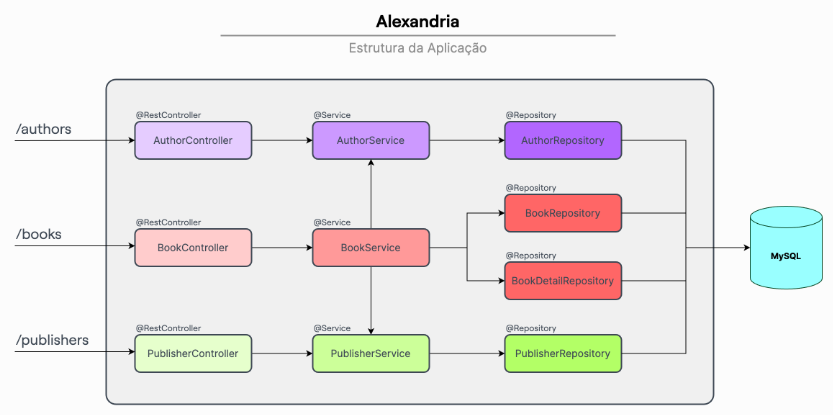 Alexandria
Estrutura da Aplicação
/authors
@RestController
AuthorController
@Service
AuthorService
@Repository
AuthorRepository
/books
@RestController
BookController
@Service
BookService
@Repository
BookRepository
@Repository
BookDetailRepository
MySQL
/publishers
@RestController
PublisherController
@Service
PublisherService
@Repository
PublisherRepository